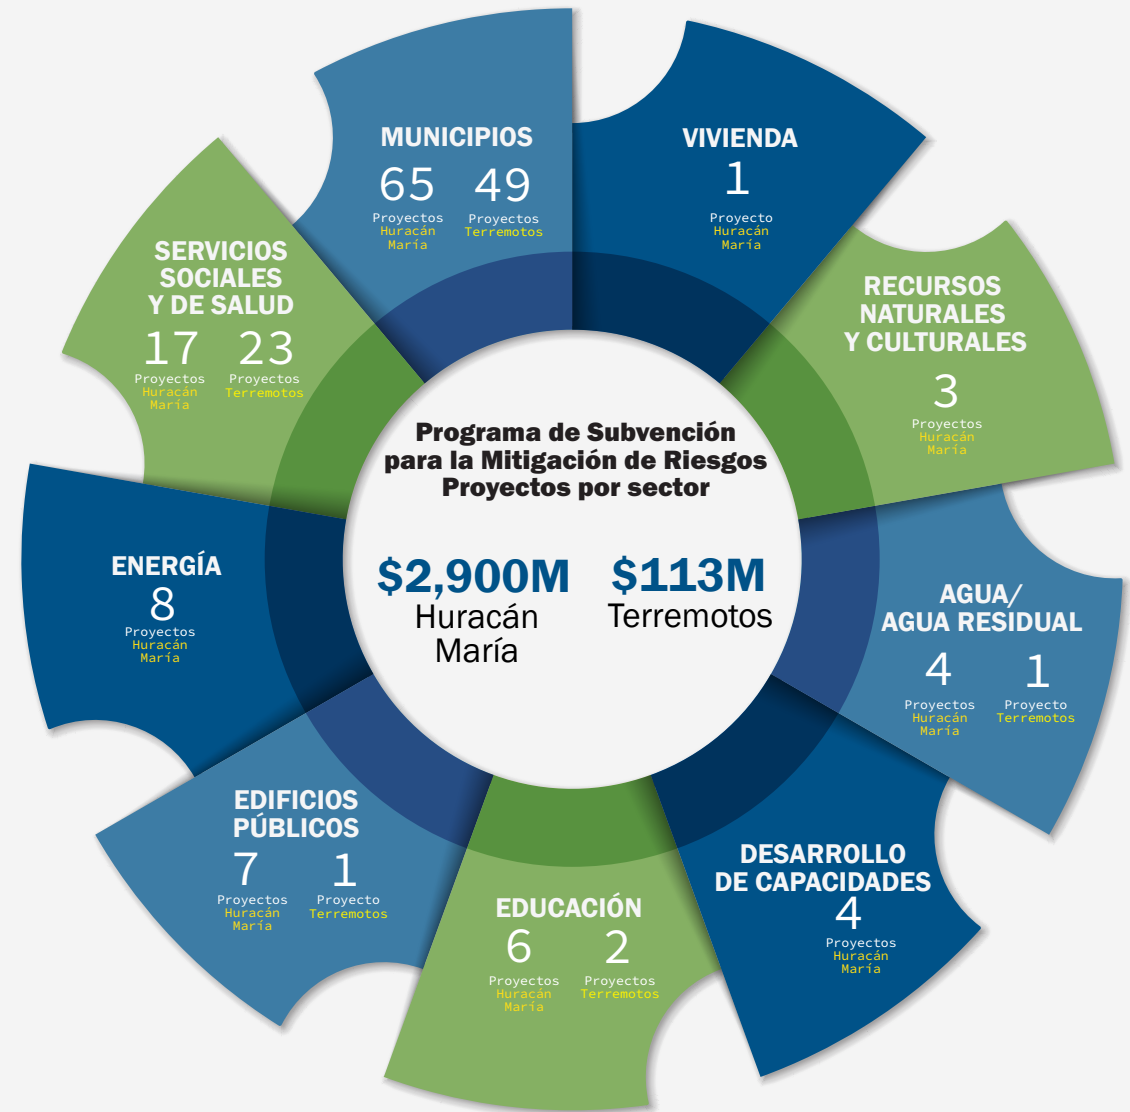 MUNICIPIOS
65 49
Proyectos Proyectos
Huracán Terremotos
María
VIVIENDA
1
Proyecto
Huracán
María
RECURSOS
NATURALES
Y CULTURALES
3
Proyectos
Huracán
María
AGUA/
AGUA RESIDUAL
4 1
Proyectos Proyecto
Huracán Terremotos
María
DESARROLLO
DE CAPACIDADES
4
Proyectos
Huracán
María
EDUCACIÓN
6 2
Proyectos Proyectos
Huracán Terremotos
María
EDIFICIOS
PÚBLICOS
7 1
Proyectos Proyecto
Huracán Terremotos
María
ENERGÍA
8
Proyectos
Huracán
María
SERVICIOS
SOCIALES
Y DE SALUD
17 23
Proyectos Proyectos
Huracán Terremotos
María
Programa de Subvención
para la Mitigación de Riesgos
Proyectos por sector
$2,900M $113M
Huracán Terremotos
María